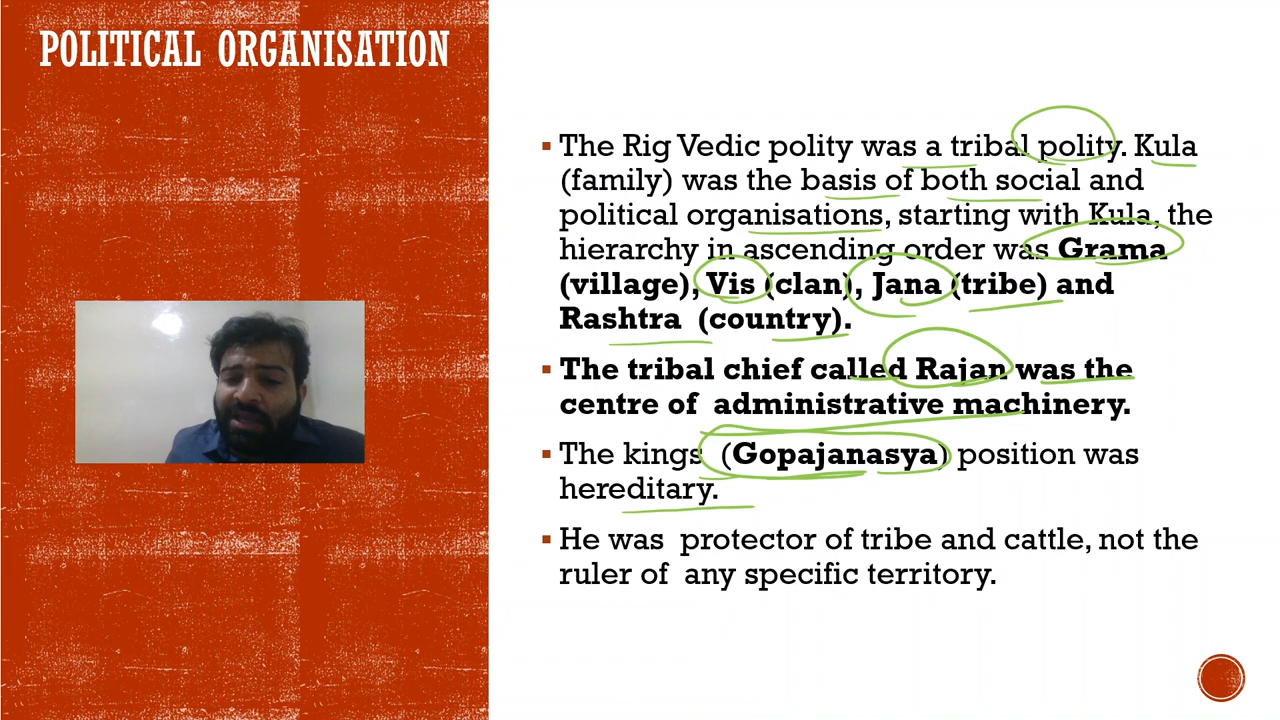 POLITICAL ORGANISATION
▪ The Rig Vedic polity was a tribal polity. Kula
(family) was the basis of both social and
political organisations, starting with Kula, the
hierarchy in ascending order was Grama
(village), Vis (clan), Jana (tribe) and
Rashtra (country).
▪ The tribal chief called Rajan was the
centre of administrative machinery.
▪ The kings (Gopajanasya) position was
hereditary.
▪ He was protector of tribe and cattle, not the
ruler of any specific territory.